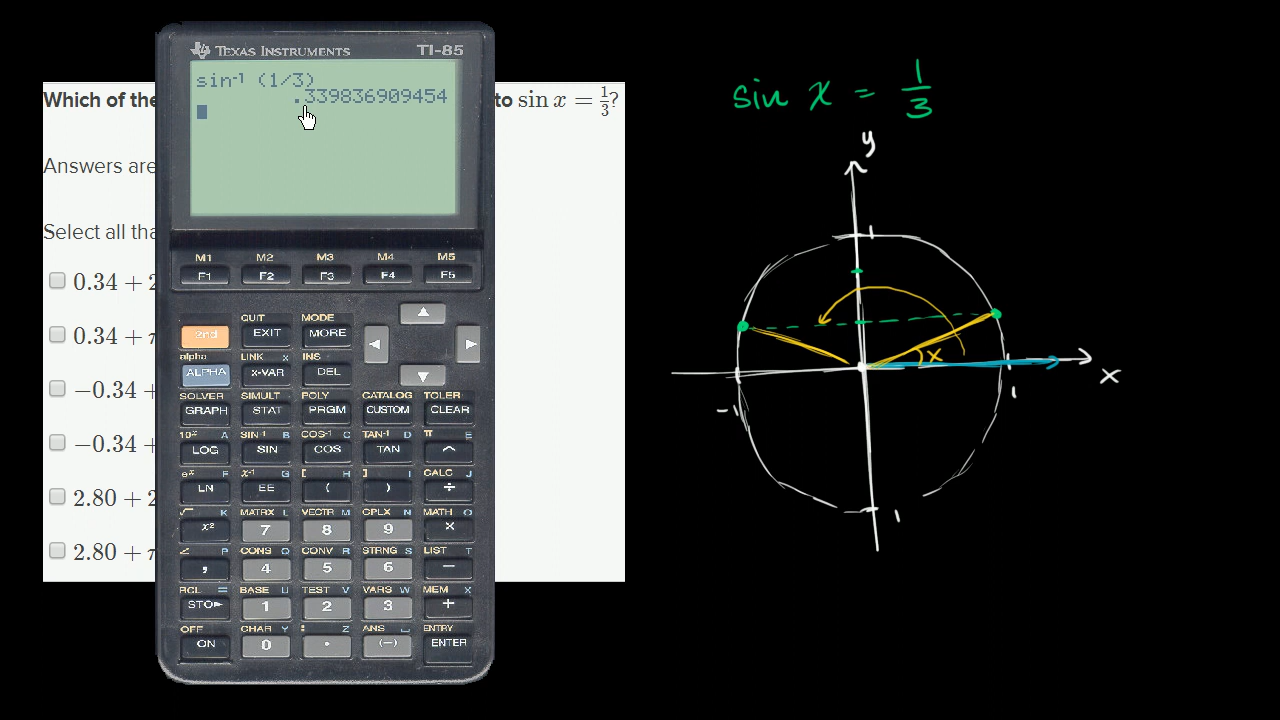 TEXAS INSTRUMENTS TI-85
sin⁻¹ (1/3)
.339836909454
Which of the to sin x = 1/3?
Answers are
Select all tha
0.34 + 2
0.34 + π
−0.34 +
−0.34 +
2.80 + 2
2.80 + π
M1 M2 M3 M4 M5
F1 F2 F3 F4 F5
QUIT MODE
2nd EXIT MORE
alpha LINK x INS
ALPHA x-VAR DEL
SOLVER SIMULT POLY CATALOG TOLER
GRAPH STAT PRGM CUSTOM CLEAR
10ˣ A SIN⁻¹ B COS⁻¹ C TAN⁻¹ D π E
LOG SIN COS TAN ^
eˣ F x⁻¹ G [ H ] I CALC J
LN EE ( ) ÷
√ K MATRX L VECTR M CPLX N MATH O
x² 7 8 9 ×
∠ P CONS Q CONV R STRNG S LIST T
, 4 5 6 −
RCL = BASE U TEST V VARS W MEM X
STO► 1 2 3 +
OFF CHAR Y : Z ANS ⎵ ENTRY
ON 0 . (−) ENTER
sin x = 1/3
y
1
x
x
-1
1
1